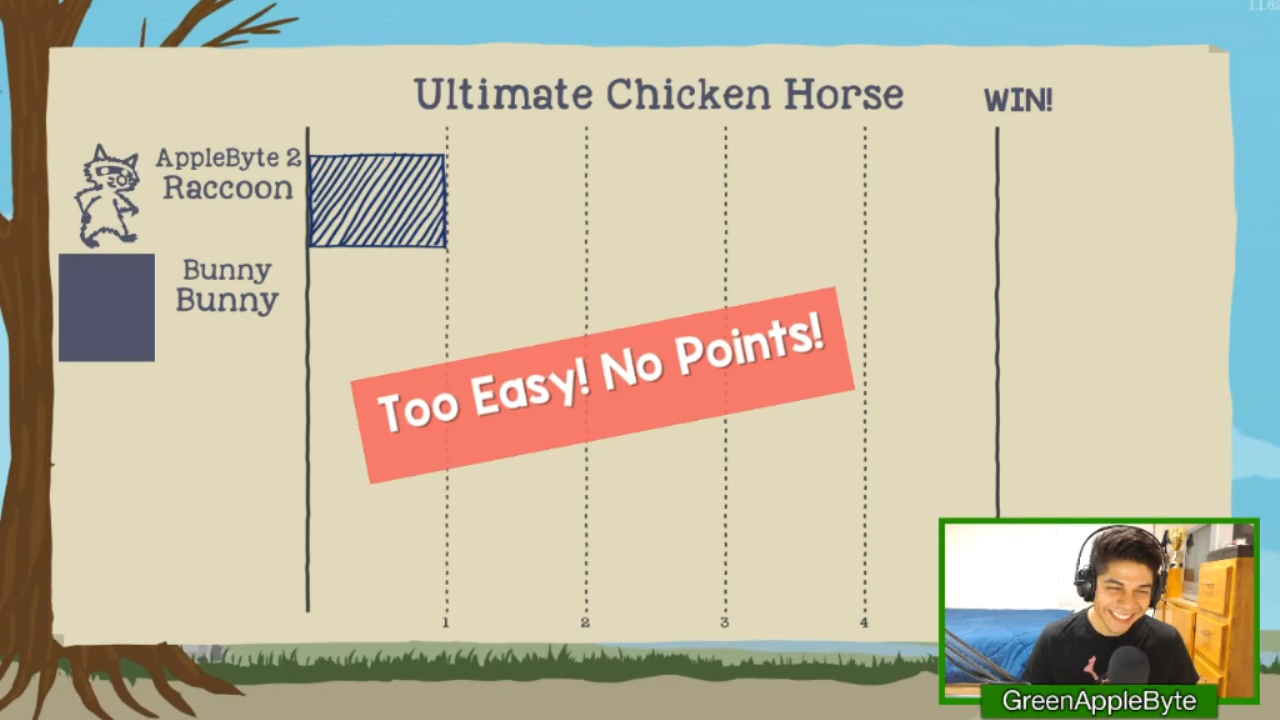 Ultimate Chicken Horse
WIN!
AppleByte 2
Raccoon
Bunny
Bunny
Too Easy! No Points!
1
2
3
4
GreenAppleByte